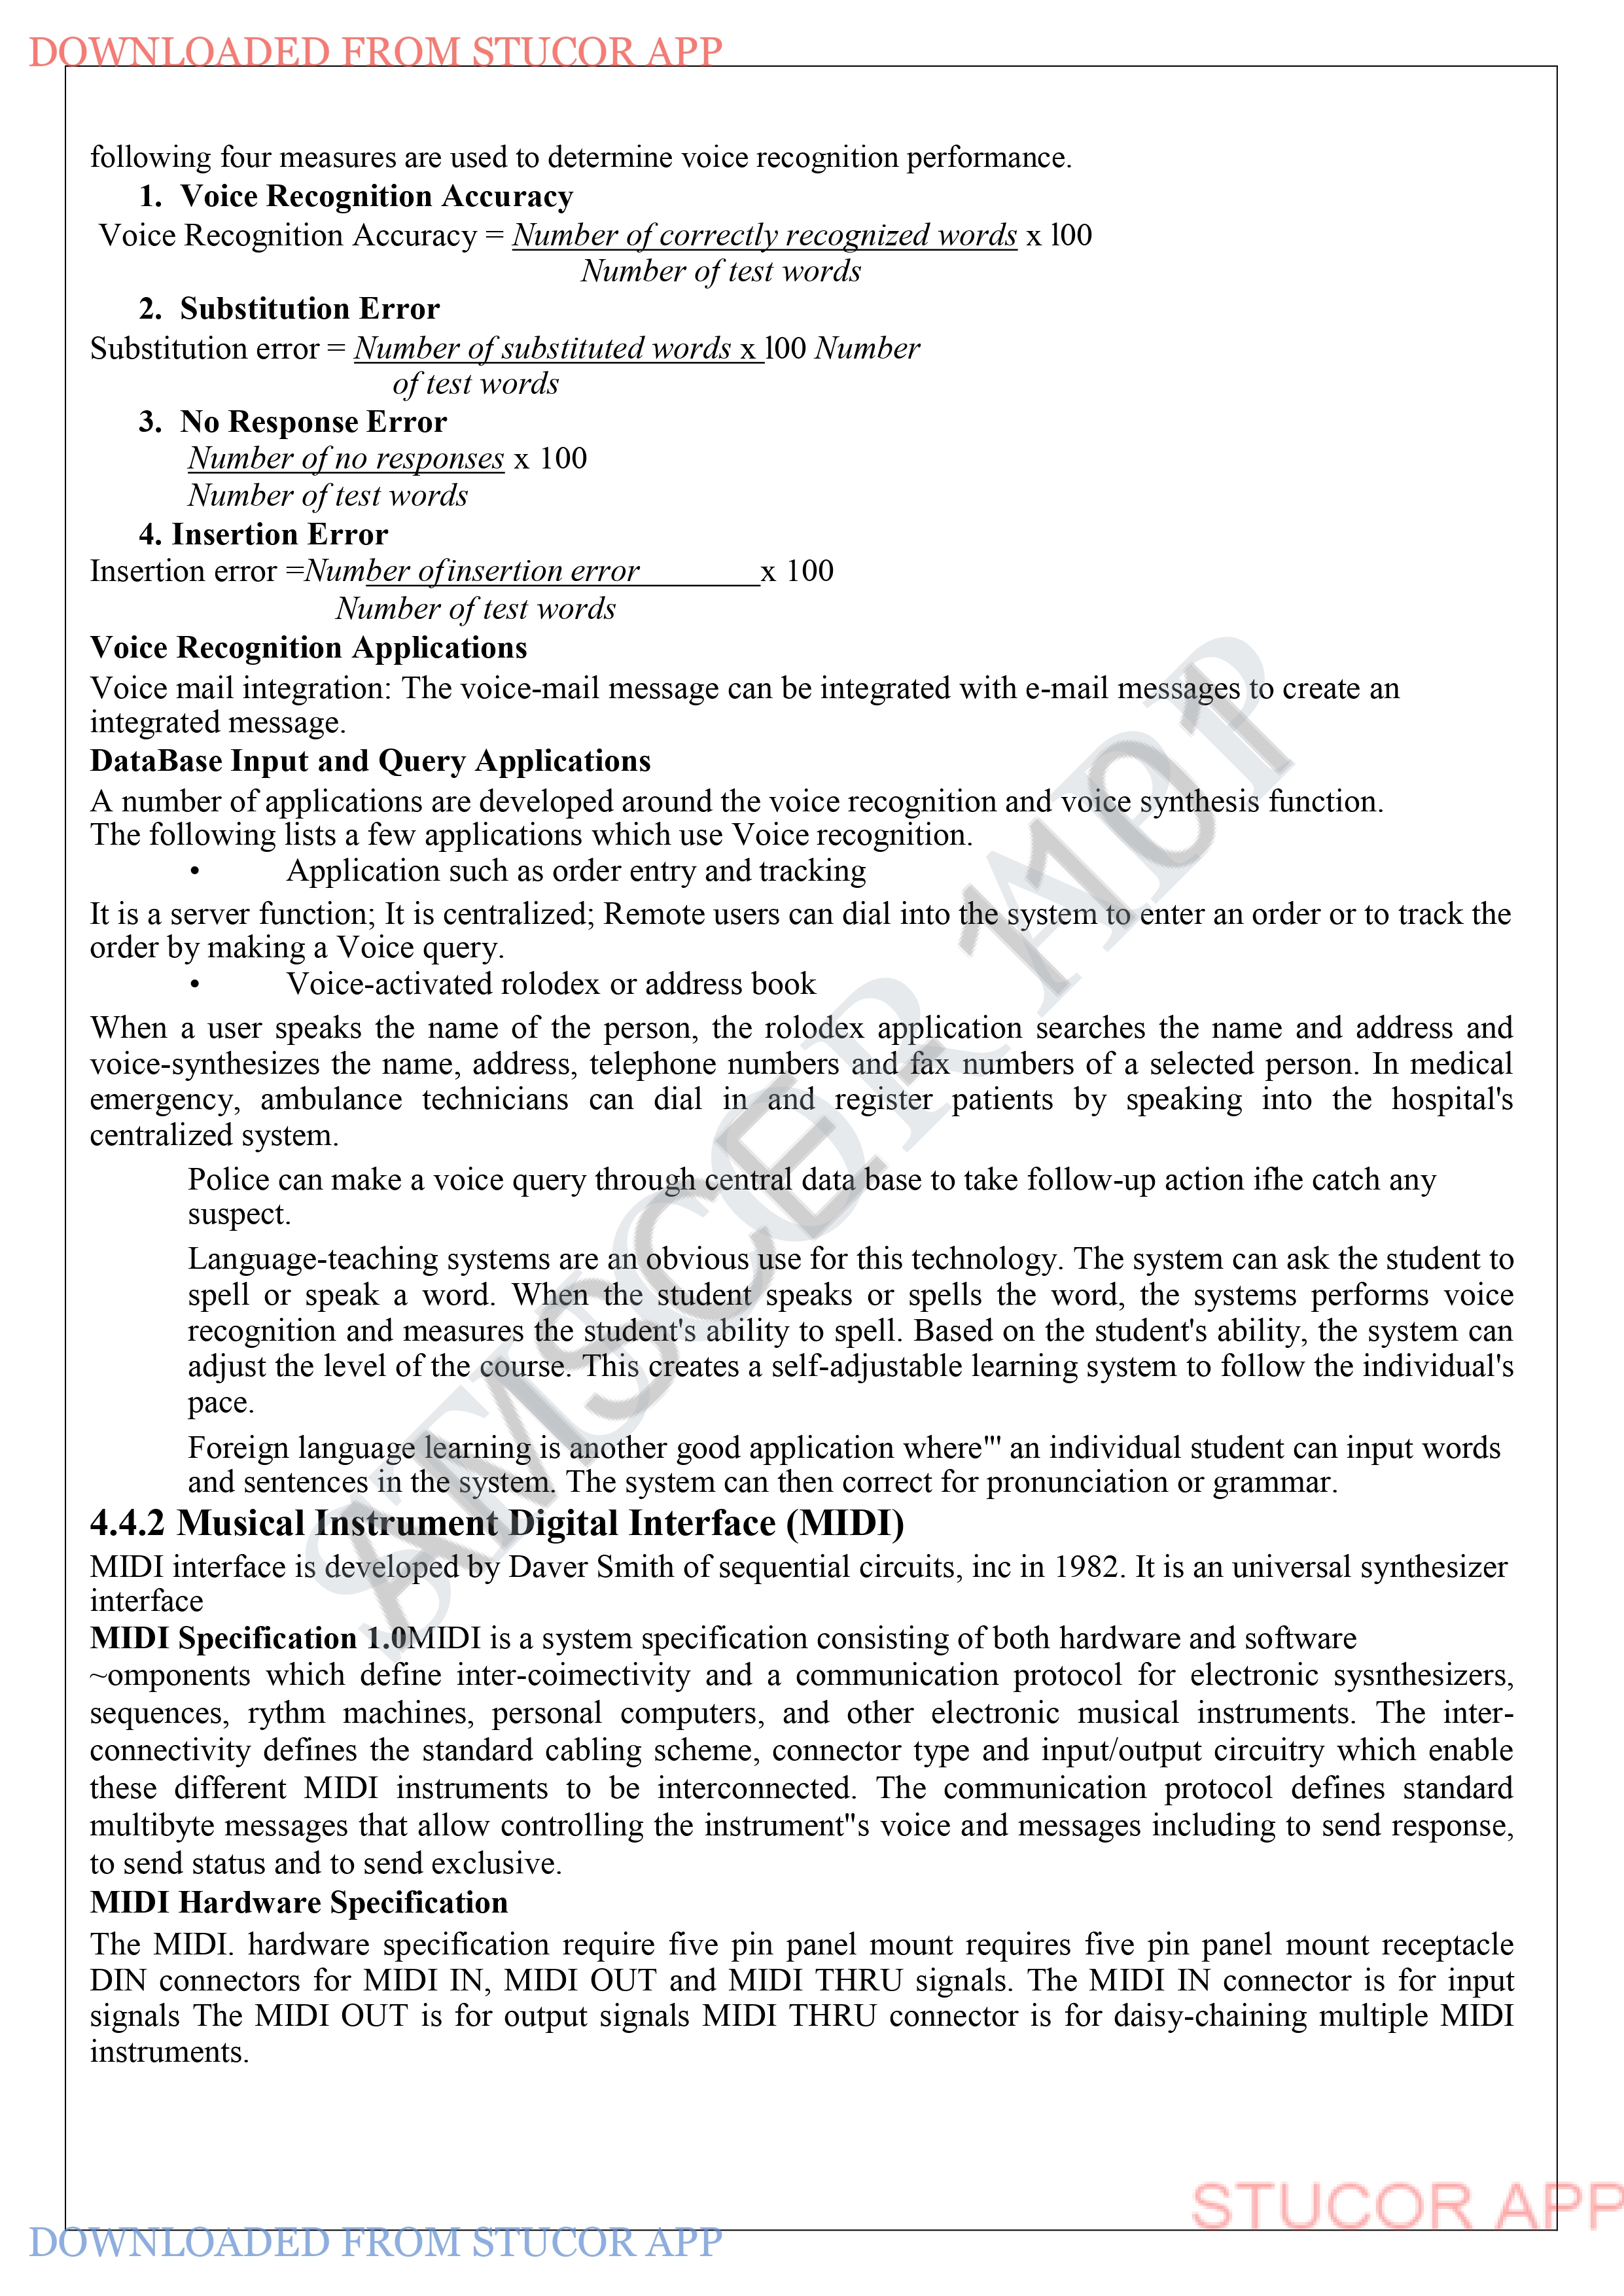 DOWNLOADED FROM STUCOR APP
following four measures are used to determine voice recognition performance.
1. Voice Recognition Accuracy
Voice Recognition Accuracy = Number of correctly recognized words x l00
Number of test words
2. Substitution Error
Substitution error = Number of substituted words x l00 Number
of test words
3. No Response Error
Number of no responses x 100
Number of test words
4. Insertion Error
Insertion error =Number ofinsertion error x 100
Number of test words
Voice Recognition Applications
Voice mail integration: The voice-mail message can be integrated with e-mail messages to create an
integrated message.
DataBase Input and Query Applications
A number of applications are developed around the voice recognition and voice synthesis function.
The following lists a few applications which use Voice recognition.
• Application such as order entry and tracking
It is a server function; It is centralized; Remote users can dial into the system to enter an order or to track the
order by making a Voice query.
• Voice-activated rolodex or address book
When a user speaks the name of the person, the rolodex application searches the name and address and
voice-synthesizes the name, address, telephone numbers and fax numbers of a selected person. In medical
emergency, ambulance technicians can dial in and register patients by speaking into the hospital's
centralized system.
Police can make a voice query through central data base to take follow-up action ifhe catch any
suspect.
Language-teaching systems are an obvious use for this technology. The system can ask the student to
spell or speak a word. When the student speaks or spells the word, the systems performs voice
recognition and measures the student's ability to spell. Based on the student's ability, the system can
adjust the level of the course. This creates a self-adjustable learning system to follow the individual's
pace.
Foreign language learning is another good application where"' an individual student can input words
and sentences in the system. The system can then correct for pronunciation or grammar.
4.4.2 Musical Instrument Digital Interface (MIDI)
MIDI interface is developed by Daver Smith of sequential circuits, inc in 1982. It is an universal synthesizer
interface
MIDI Specification 1.0MIDI is a system specification consisting of both hardware and software
~omponents which define inter-coimectivity and a communication protocol for electronic sysnthesizers,
sequences, rythm machines, personal computers, and other electronic musical instruments. The inter-
connectivity defines the standard cabling scheme, connector type and input/output circuitry which enable
these different MIDI instruments to be interconnected. The communication protocol defines standard
multibyte messages that allow controlling the instrument"s voice and messages including to send response,
to send status and to send exclusive.
MIDI Hardware Specification
The MIDI. hardware specification require five pin panel mount requires five pin panel mount receptacle
DIN connectors for MIDI IN, MIDI OUT and MIDI THRU signals. The MIDI IN connector is for input
signals The MIDI OUT is for output signals MIDI THRU connector is for daisy-chaining multiple MIDI
instruments.
STUCOR APP
AMSCE-1101
STUCOR APP
DOWNLOADED FROM STUCOR APP